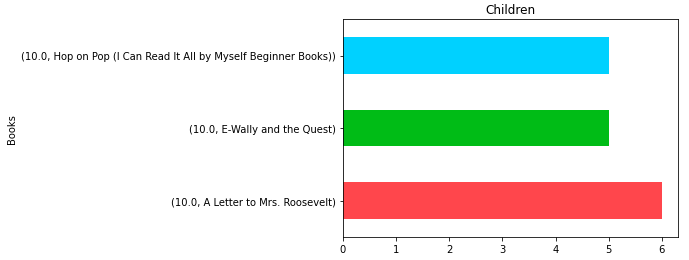 Children
(10.0, Hop on Pop (I Can Read It All by Myself Beginner Books))
(10.0, E-Wally and the Quest)
(10.0, A Letter to Mrs. Roosevelt)
Books
0 1 2 3 4 5 6